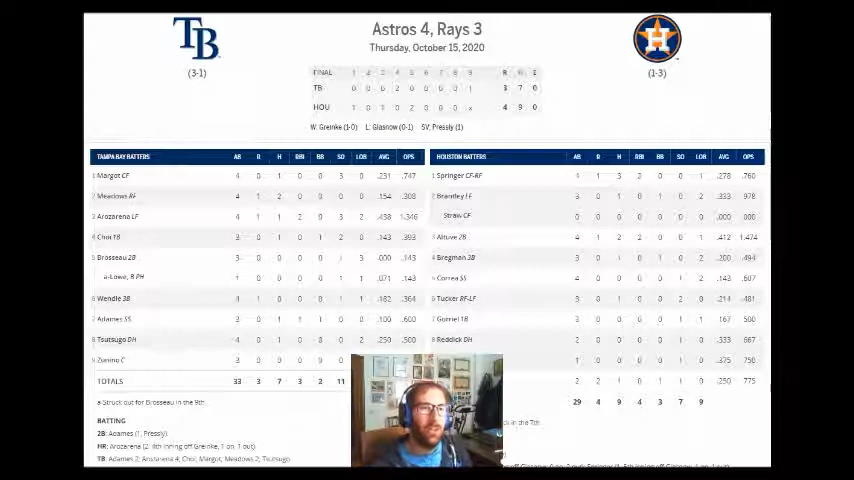 TB
Astros 4, Rays 3
Thursday, October 15, 2020
H
(3-1)
(1-3)
FINAL 1 2 3 4 5 6 7 8 9 R H E
TB 0 0 0 2 0 0 0 0 1 3 7 0
HOU 1 0 1 0 2 0 0 0 x 4 9 0
W: Greinke (1-0) L: Glasnow (0-1) SV: Pressly (1)
TAMPA BAY BATTERS AB R H RBI BB SO LOB AVG OPS
1 Margot CF 4 0 1 0 0 3 0 .231 .747
2 Meadows RF 4 1 2 0 0 0 0 .154 .308
3 Arozarena LF 4 1 1 2 0 3 2 .438 1.346
4 Choi 1B 3 0 1 0 1 2 0 .143 .393
5 Brosseau 2B 3 0 0 0 0 1 3 .000 .143
a-Lowe, B PH 1 0 0 0 0 1 1 .071 .143
6 Wendle 3B 4 1 0 0 0 1 1 .182 .364
7 Adames SS 3 0 1 1 1 0 0 .100 .600
8 Tsutsugo DH 4 0 1 0 0 0 2 .250 .500
9 Zunino C 3 0 0 0 0 0
TOTALS 33 3 7 3 2 11
a-Struck out for Brosseau in the 9th.
BATTING
2B: Adames (1, Pressly).
HR: Arozarena (2, 4th inning off Greinke, 1 on, 1 out).
TB: Adames 2; Arozarena 4; Choi; Margot; Meadows 2; Tsutsugo
HOUSTON BATTERS AB R H RBI BB SO LOB AVG OPS
1 Springer CF-RF 4 1 3 2 0 0 1 .278 .760
2 Brantley LF 3 0 1 0 1 0 2 .333 .978
Straw CF 0 0 0 0 0 0 0 .000 .000
3 Altuve 2B 4 1 2 2 0 0 1 .412 1.474
4 Bregman 3B 3 0 1 0 1 0 2 .200 .494
5 Correa SS 4 0 0 0 0 1 2 .143 .607
6 Tucker RF-LF 3 0 1 0 0 2 0 .214 .481
7 Gurriel 1B 3 0 0 0 0 1 1 .167 .500
8 Reddick DH 2 0 0 0 0 1 0 .333 .667
1 0 0 0 0 1 0 .375 .750
2 2 1 0 1 1 0 .250 .775
29 4 9 4 3 7 9
in the 7th.